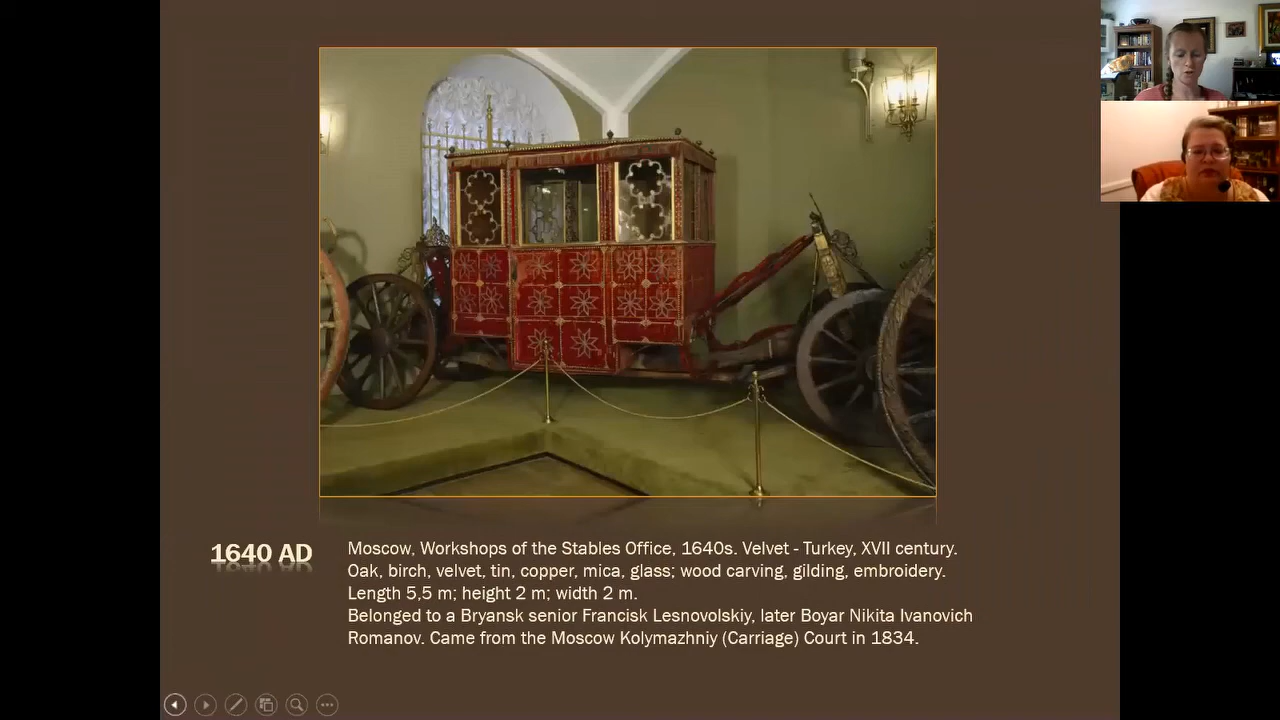 1640 AD
Moscow, Workshops of the Stables Office, 1640s. Velvet - Turkey, XVII century.
Oak, birch, velvet, tin, copper, mica, glass; wood carving, gilding, embroidery.
Length 5,5 m; height 2 m; width 2 m.
Belonged to a Bryansk senior Francisk Lesnovolskiy, later Boyar Nikita Ivanovich
Romanov. Came from the Moscow Kolymazhniy (Carriage) Court in 1834.